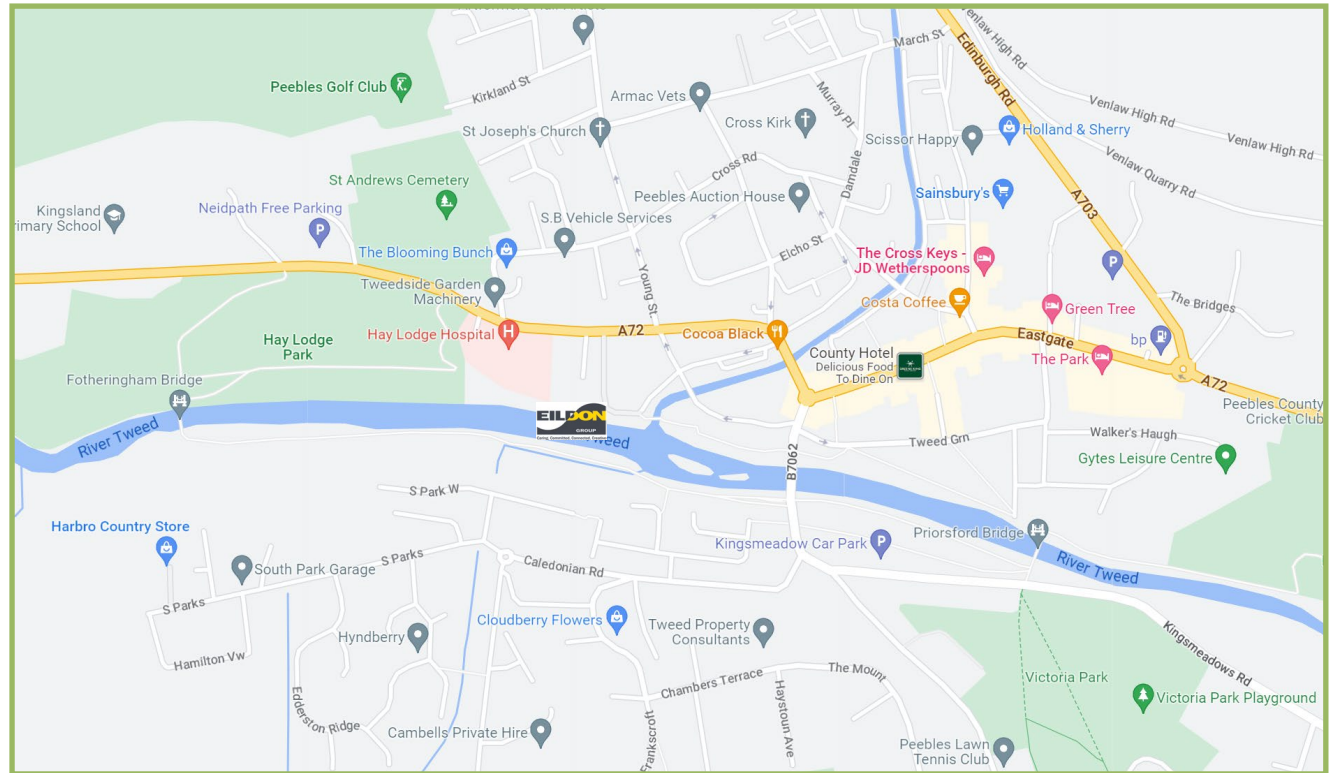 March St
Venlaw High Rd
Edinburgh Rd
Peebles Golf Club
Kirkland St
Armac Vets
Murray Pl
Venlaw High Rd
Venlaw High Rd
St Joseph's Church
Cross Kirk
Scissor Happy
Holland & Sherry
Cross Rd
Damdale
Venlaw Quarry Rd
St Andrews Cemetery
Peebles Auction House
Sainsbury's
A703
Kingsland
rimary School
Neidpath Free Parking
P
S.B Vehicle Services
The Blooming Bunch
Elcho St
The Cross Keys -
JD Wetherspoons
P
Tweedside Garden
Machinery
Young St
Costa Coffee
The Bridges
Green Tree
Hay Lodge Hospital
H
A72
Cocoa Black
Eastgate
bp
Hay Lodge
Park
County Hotel
Delicious Food
To Dine On
The Park
A72
Fotheringham Bridge
Peebles County
Cricket Club
EILDON
GROUP
Caring. Committed. Connected. Creative
River Tweed
weed
B7062
Tweed Grn
Walker's Haugh
Gytes Leisure Centre
S Park W
Harbro Country Store
Kingsmeadow Car Park
P
Priorsford Bridge
S Parks
South Park Garage
Caledonian Rd
River Tweed
S Parks
Cloudberry Flowers
Tweed Property
Consultants
Hyndberry
Kingsmeadows Rd
Hamilton Vw
The Mount
Chambers Terrace
Victoria Park
Edderston Ridge
Haystoun Ave
Victoria Park Playground
Cambells Private Hire
Frankscroft
Peebles Lawn
Tennis Club